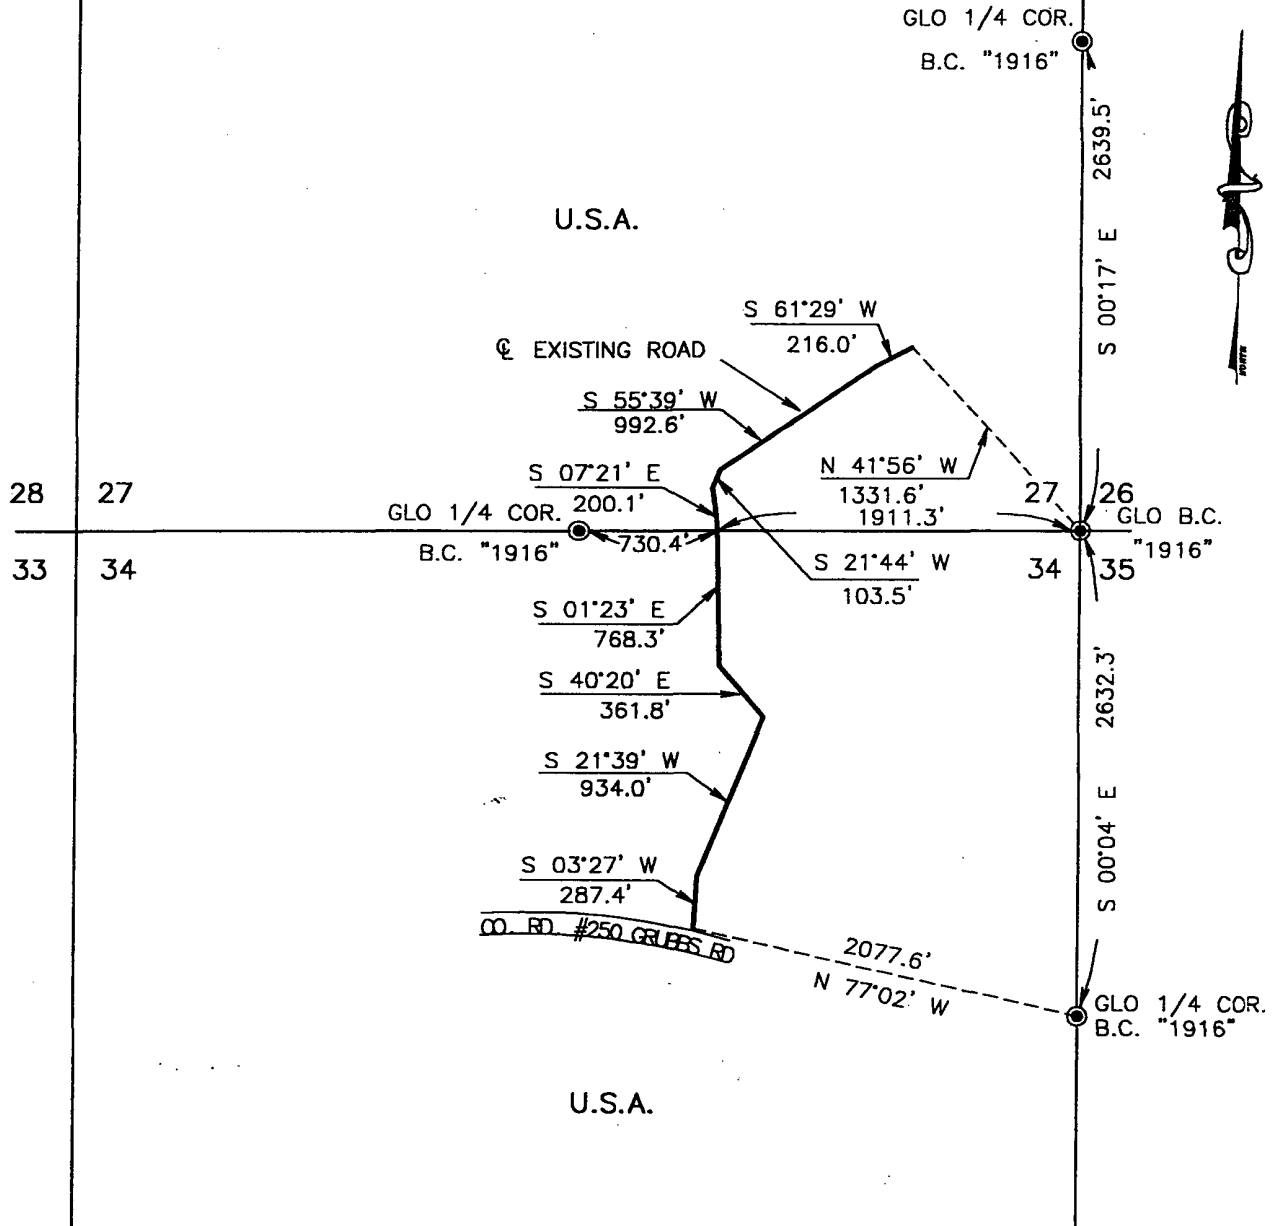 GLO 1/4 COR.
B.C. "1916"
2639.5'
S 00°17' E
NORTH
U.S.A.
S 61°29' W
216.0'
℄ EXISTING ROAD
S 55°39' W
992.6'
N 41°56' W
1331.6'
S 07°21' E
200.1'
28 27
27 26
GLO 1/4 COR.
B.C. "1916"
730.4'
1911.3'
GLO B.C.
"1916"
33 34
34 35
S 21°44' W
103.5'
S 01°23' E
768.3'
S 40°20' E
361.8'
2632.3'
S 00°04' E
S 21°39' W
934.0'
S 03°27' W
287.4'
CO. RD. #250 GRUBBS RD
2077.6'
N 77°02' W
GLO 1/4 COR.
B.C. "1916"
U.S.A.